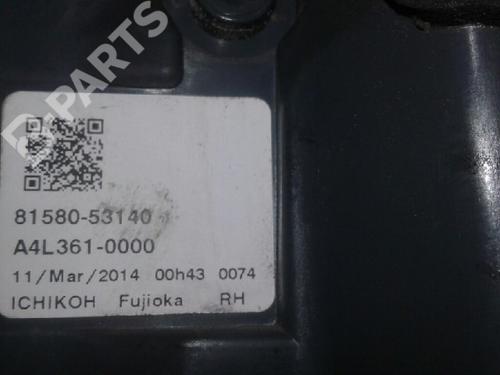 B-PARTS
81580-53140
A4L361-0000
11/Mar/2014 00h43 0074
ICHIKOH Fujioka RH